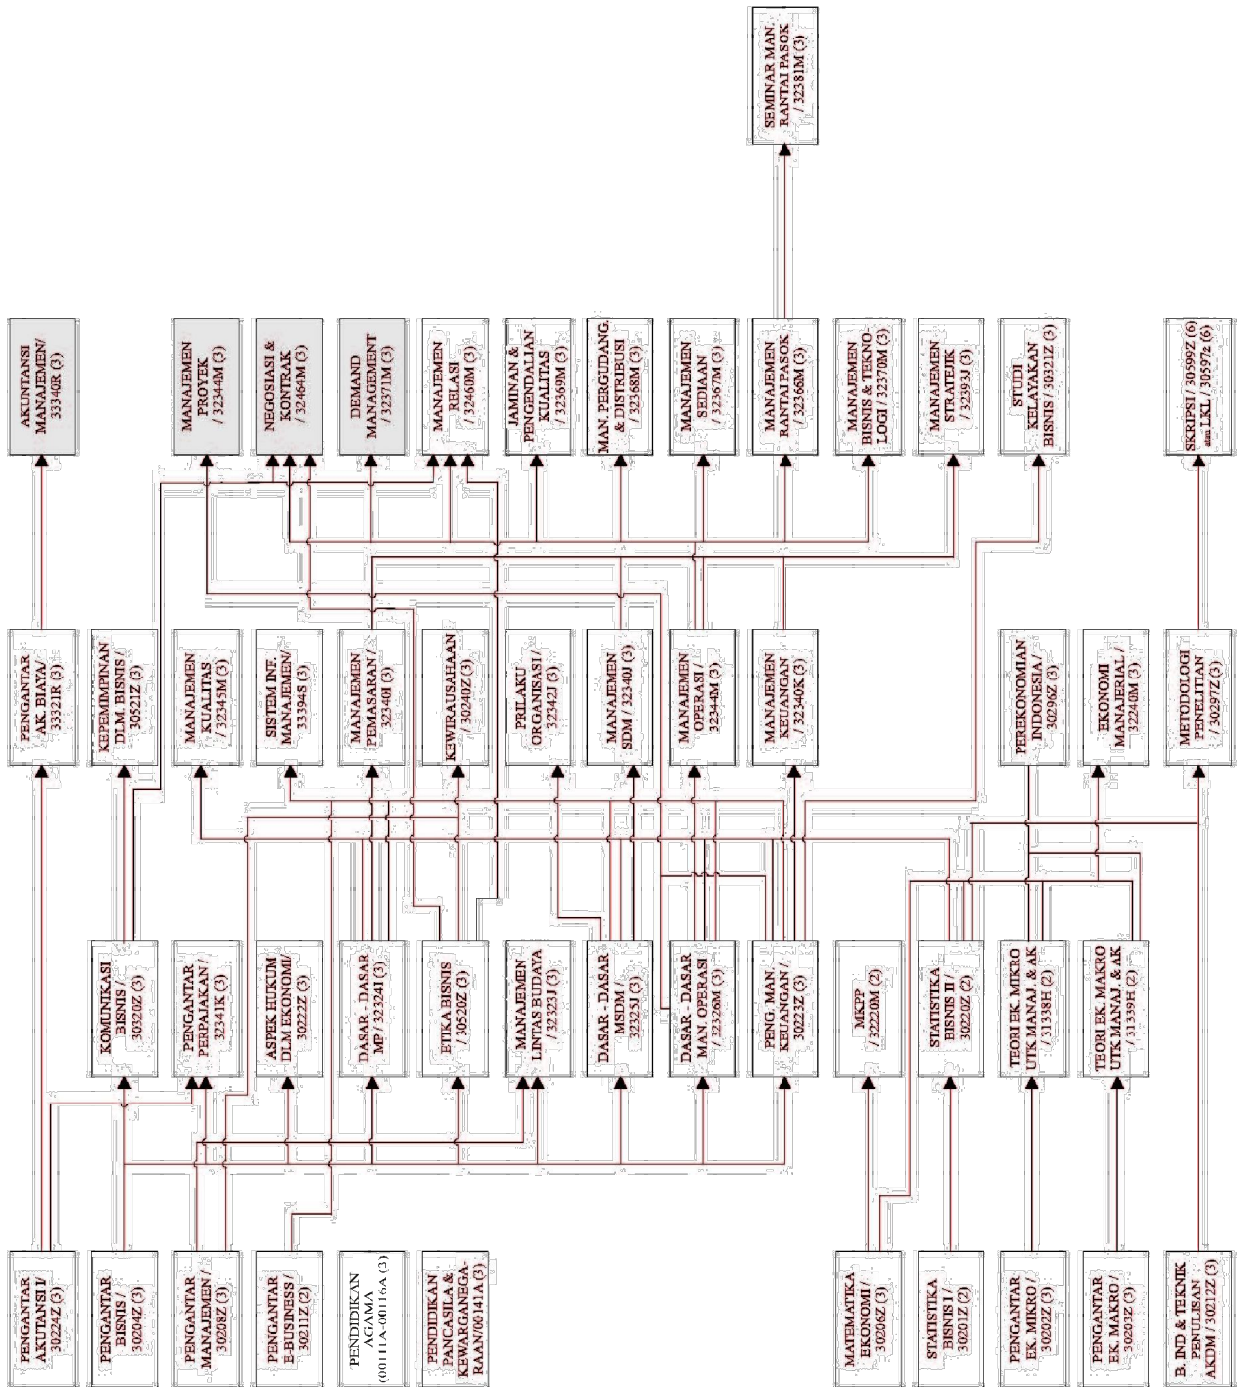 SEMINAR MAN.
RANTAI PASOK
/ 32381M (3)
AKUNTANSI
MANAJEMEN/
33340R (3)
MANAJEMEN
PROYEK
/ 32344M (3)
NEGOSIASI &
KONTRAK
/ 32464M (3)
DEMAND
MANAGEMENT
/ 32371M (3)
MANAJEMEN
RELASI
/ 32460M (3)
JAMINAN &
PENGENDALIAN
KUALITAS
/ 32369M (3)
MAN. PERGUDANG.
& DISTRIBUSI
/ 32368M (3)
MANAJEMEN
SEDIAAN
/ 32367M (3)
MANAJEMEN
RANTAI PASOK
/ 32366M (3)
MANAJEMEN
BISNIS & TEKNO-
LOGI / 32370M (3)
MANAJEMEN
STRATEJIK
/ 32393J (3)
STUDI
KELAYAKAN
BISNIS / 30321Z (3)
SKRIPSI / 30599Z (6)
atau LKL / 30597z (6)
PENGANTAR
AK. BIAYA/
33321R (3)
KEPEMIMPINAN
DLM. BISNIS /
30521Z (3)
MANAJEMEN
KUALITAS
/ 32345M (3)
SISTEM INF.
MANAJEMEN/
33394S (3)
MANAJEMEN
PEMASARAN /
32340I (3)
KEWIRAUSAHAAN
/ 30240Z (3)
PRILAKU
ORGANISASI /
32342J (3)
MANAJEMEN
SDM / 32340J (3)
MANAJEMEN
OPERASI /
32344M (3)
MANAJEMEN
KEUANGAN
/ 32340K (3)
PEREKONOMIAN
INDONESIA /
30296Z (3)
EKONOMI
MANAJERIAL /
32240M (3)
METODOLOGI
PENELITIAN
/ 30297Z (3)
KOMUNIKASI
BISNIS /
30320Z (3)
PENGANTAR
PERPAJAKAN /
32341K (3)
ASPEK HUKUM
DLM EKONOMI/
30222Z (3)
DASAR - DASAR
MP / 32324I (3)
ETIKA BISNIS
/ 30520Z (3)
MANAJEMEN
LINTAS BUDAYA
/ 32323J (3)
DASAR - DASAR
MSDM /
32323J (3)
DASAR - DASAR
MAN. OPERASI
/ 32326M (3)
PENG. MAN.
KEUANGAN /
30223Z (3)
MKPP
/ 32220M (2)
STATISTIKA
BISNIS II /
30220Z (2)
TEORI EK. MIKRO
UTK MANAJ. & AK
/ 31338H (2)
TEORI EK. MAKRO
UTK MANAJ. & AK
/ 31339H (2)
PENGANTAR
AKUTANSI I/
30224Z (3)
PENGANTAR
BISNIS /
30204Z (3)
PENGANTAR
MANAJEMEN /
30208Z (3)
PENGANTAR
E-BUSINESS /
30211Z (2)
PENDIDIKAN
AGAMA
(00111A-00116A (3)
PENDIDIKAN
PANCASILA &
KEWARGANEGA-
RAAN/00141A (3)
MATEMATIKA
EKONOMI /
30206Z (3)
STATISTIKA
BISNIS I /
30201Z (2)
PENGANTAR
EK. MIKRO /
30202Z (3)
PENGANTAR
EK. MAKRO /
30203Z (3)
B. IND & TEKNIK
PENULISAN
AKDM / 30212Z (3)